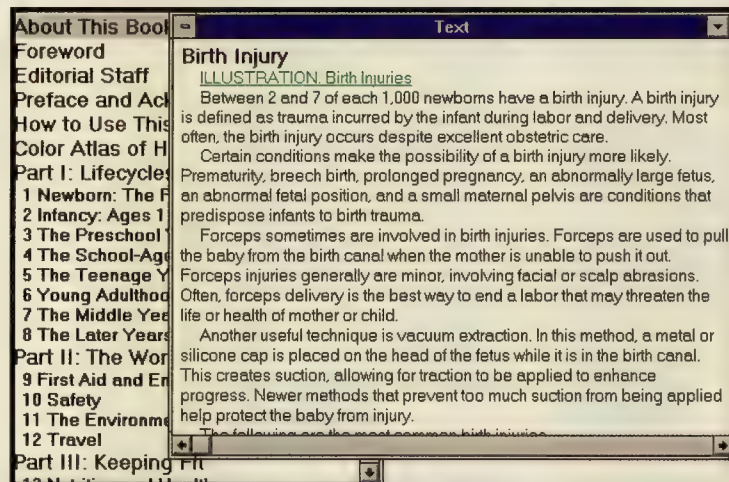 About This Book
Foreword
Editorial Staff
Preface and Ack
How to Use This
Color Atlas of H
Part I: Lifecycles
1 Newborn: The F
2 Infancy: Ages 1
3 The Preschool
4 The School-Age
5 The Teenage Y
6 Young Adulthoo
7 The Middle Yea
8 The Later Years
Part II: The Wor
9 First Aid and Em
10 Safety
11 The Environme
12 Travel
Part III: Keeping Fit
Text
Birth Injury
ILLUSTRATION. Birth Injuries
Between 2 and 7 of each 1,000 newborns have a birth injury. A birth injury
is defined as trauma incurred by the infant during labor and delivery. Most
often, the birth injury occurs despite excellent obstetric care.
Certain conditions make the possibility of a birth injury more likely.
Prematurity, breech birth, prolonged pregnancy, an abnormally large fetus,
an abnormal fetal position, and a small maternal pelvis are conditions that
predispose infants to birth trauma.
Forceps sometimes are involved in birth injuries. Forceps are used to pull
the baby from the birth canal when the mother is unable to push it out.
Forceps injuries generally are minor, involving facial or scalp abrasions.
Often, forceps delivery is the best way to end a labor that may threaten the
life or health of mother or child.
Another useful technique is vacuum extraction. In this method, a metal or
silicone cap is placed on the head of the fetus while it is in the birth canal.
This creates suction, allowing for traction to be applied to enhance
progress. Newer methods that prevent too much suction from being applied
help protect the baby from injury.
The following are the most common birth injuries